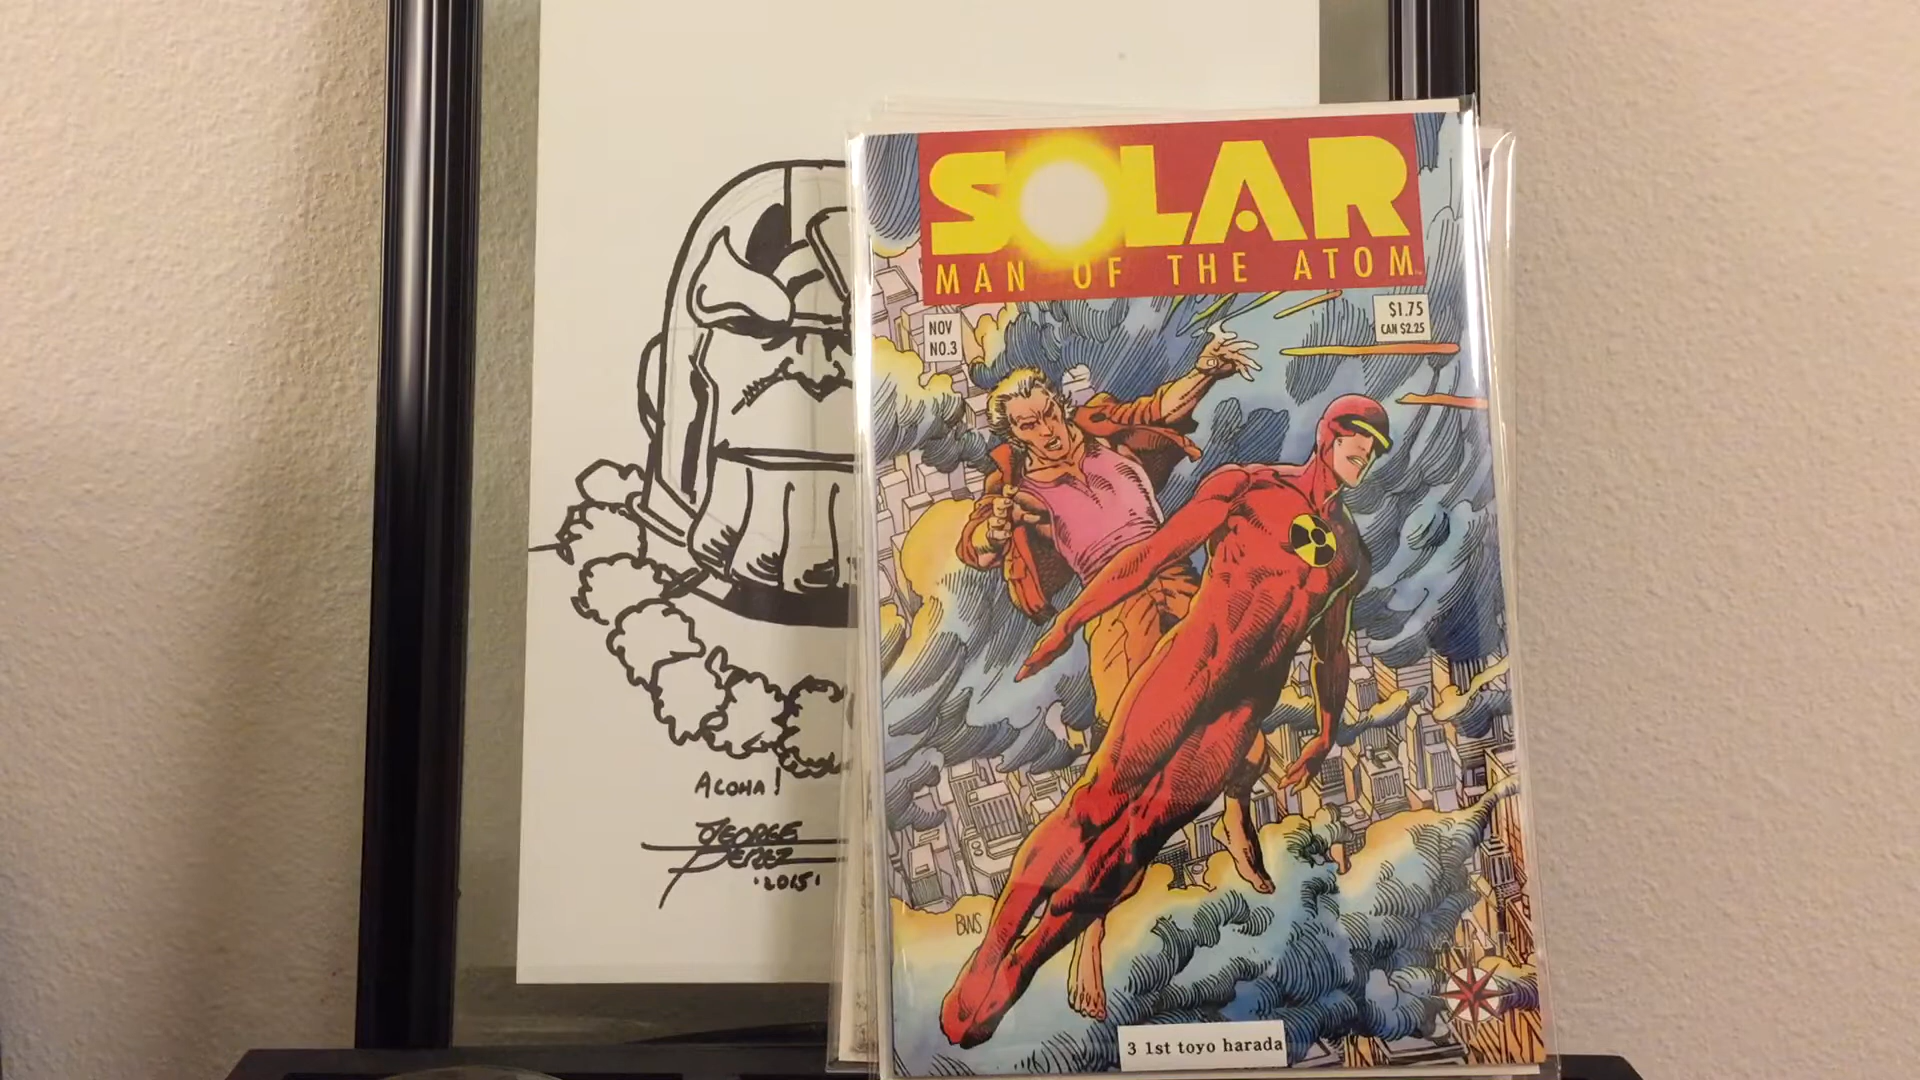 SOLAR
MAN OF THE ATOM
NOV
NO.3
$1.75
CAN $2.25
BWS
VALIANT
3 1st toyo harada
ALOHA!
GEORGE
PEREZ
'2015'